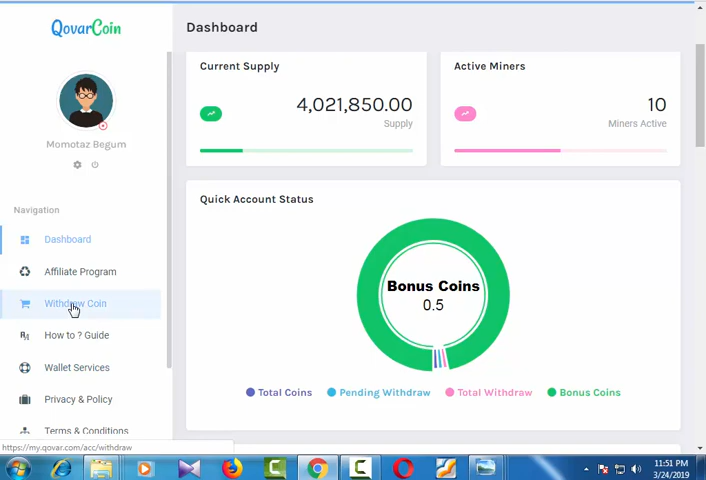 QovarCoin
Dashboard
Momotaz Begum
Navigation
Dashboard
Affiliate Program
Withdraw Coin
How to ? Guide
Wallet Services
Privacy & Policy
Terms & Conditions
Current Supply
4,021,850.00
Supply
Active Miners
10
Miners Active
Quick Account Status
Bonus Coins
0.5
Total Coins
Pending Withdraw
Total Withdraw
Bonus Coins
https://my.qovar.com/acc/withdraw
11:51 PM
3/24/2019